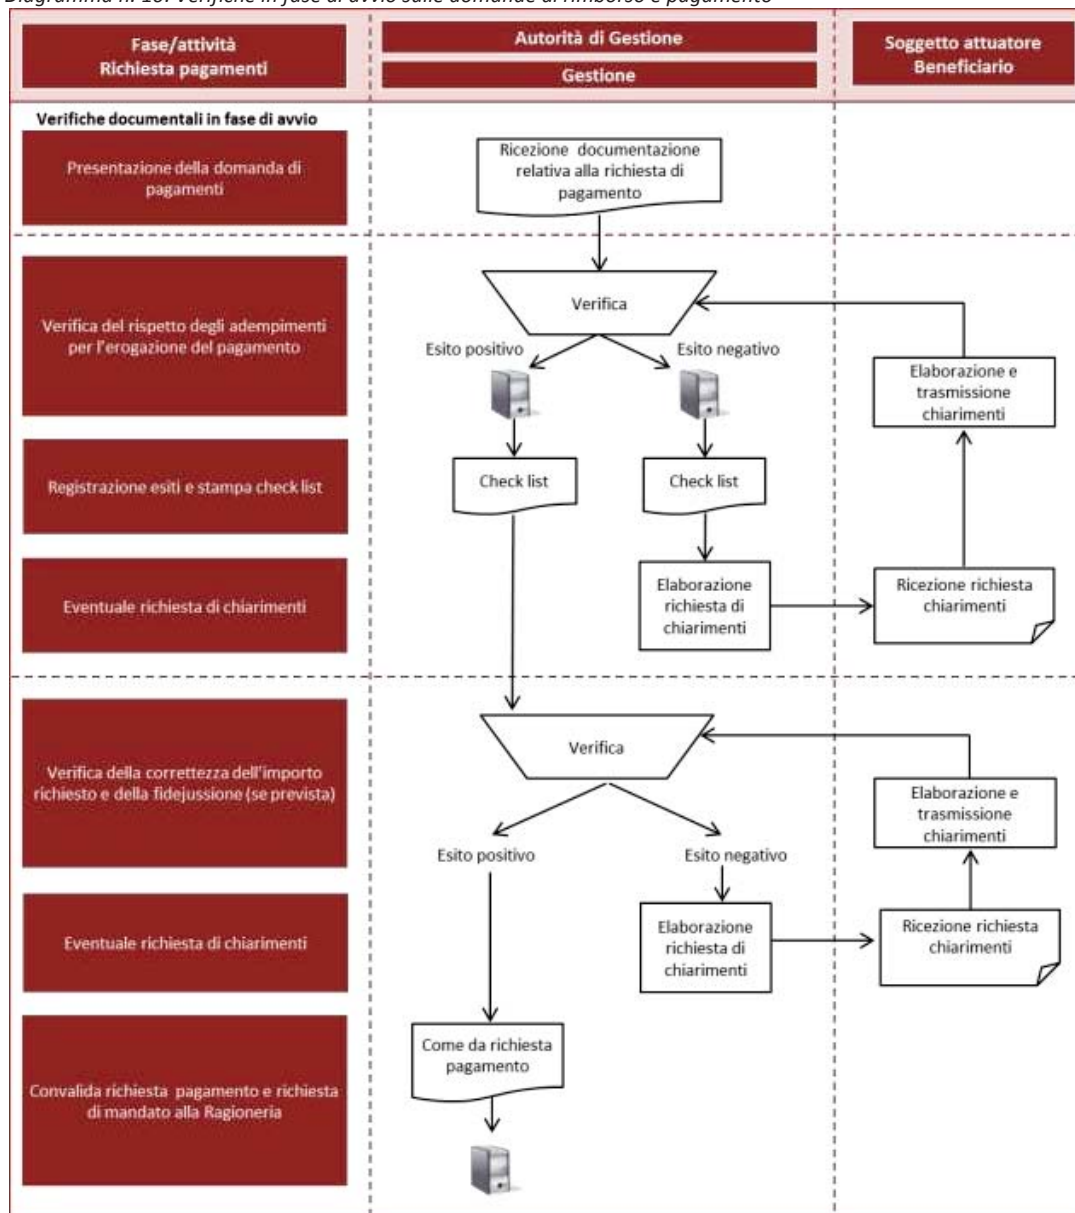 Diagramma n. 10: Verifiche in fase di avvio sulle domande di rimborso e pagamento
Fase/attività
Richiesta pagamenti
Autorità di Gestione
Gestione
Soggetto attuatore
Beneficiario
Verifiche documentali in fase di avvio
Presentazione della domanda di
pagamenti
Ricezione documentazione
relativa alla richiesta di
pagamento
Verifica del rispetto degli adempimenti
per l'erogazione del pagamento
Verifica
Esito positivo
Esito negativo
Elaborazione e
trasmissione
chiarimenti
Registrazione esiti e stampa check list
Check list
Check list
Eventuale richiesta di chiarimenti
Elaborazione
richiesta di
chiarimenti
Ricezione richiesta
chiarimenti
Verifica della correttezza dell'importo
richiesto e della fidejussione (se prevista)
Verifica
Esito positivo
Esito negativo
Elaborazione e
trasmissione
chiarimenti
Eventuale richiesta di chiarimenti
Elaborazione
richiesta di
chiarimenti
Ricezione richiesta
chiarimenti
Convalida richiesta pagamento e richiesta
di mandato alla Ragioneria
Come da richiesta
pagamento